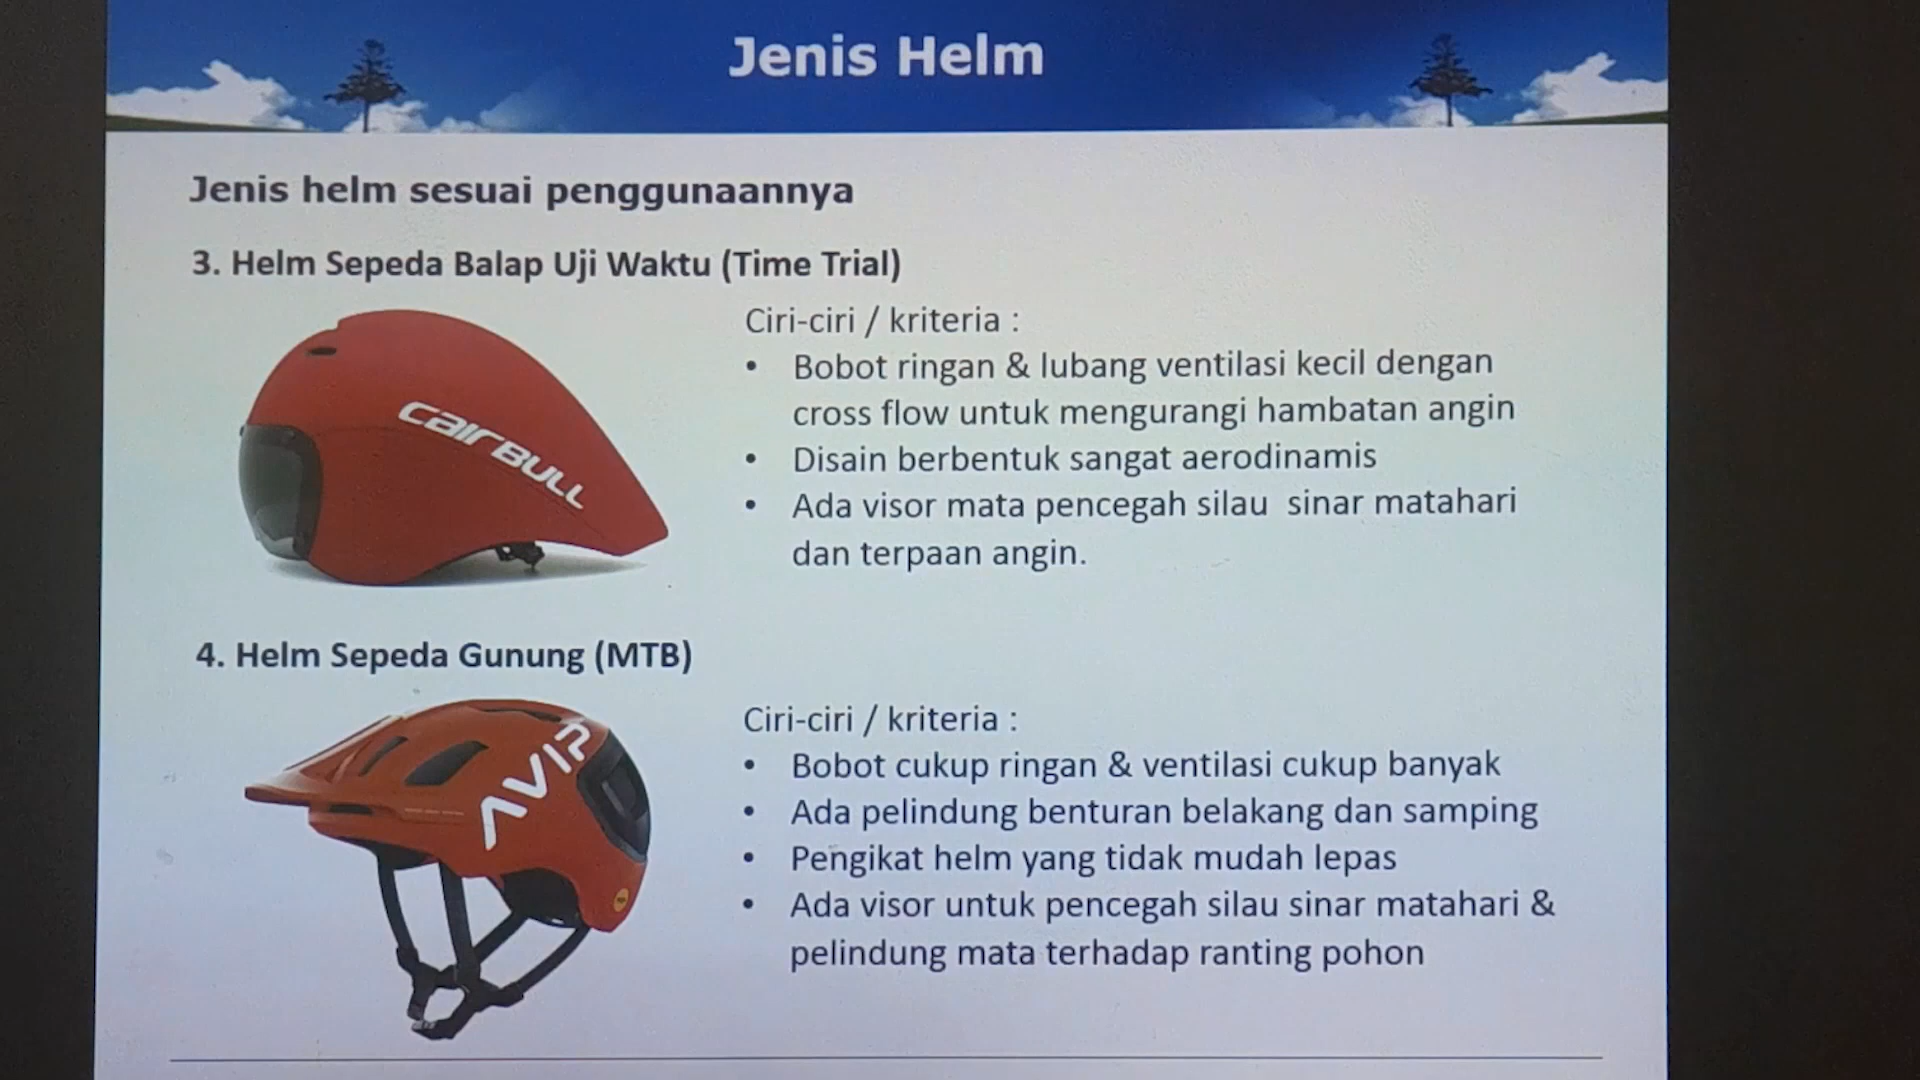 Jenis Helm
Jenis helm sesuai penggunaannya
3. Helm Sepeda Balap Uji Waktu (Time Trial)
cairBULL
Ciri-ciri / kriteria :
• Bobot ringan & lubang ventilasi kecil dengan
cross flow untuk mengurangi hambatan angin
• Disain berbentuk sangat aerodinamis
• Ada visor mata pencegah silau sinar matahari
dan terpaan angin.
4. Helm Sepeda Gunung (MTB)
AVIP
Ciri-ciri / kriteria :
• Bobot cukup ringan & ventilasi cukup banyak
• Ada pelindung benturan belakang dan samping
• Pengikat helm yang tidak mudah lepas
• Ada visor untuk pencegah silau sinar matahari &
pelindung mata terhadap ranting pohon